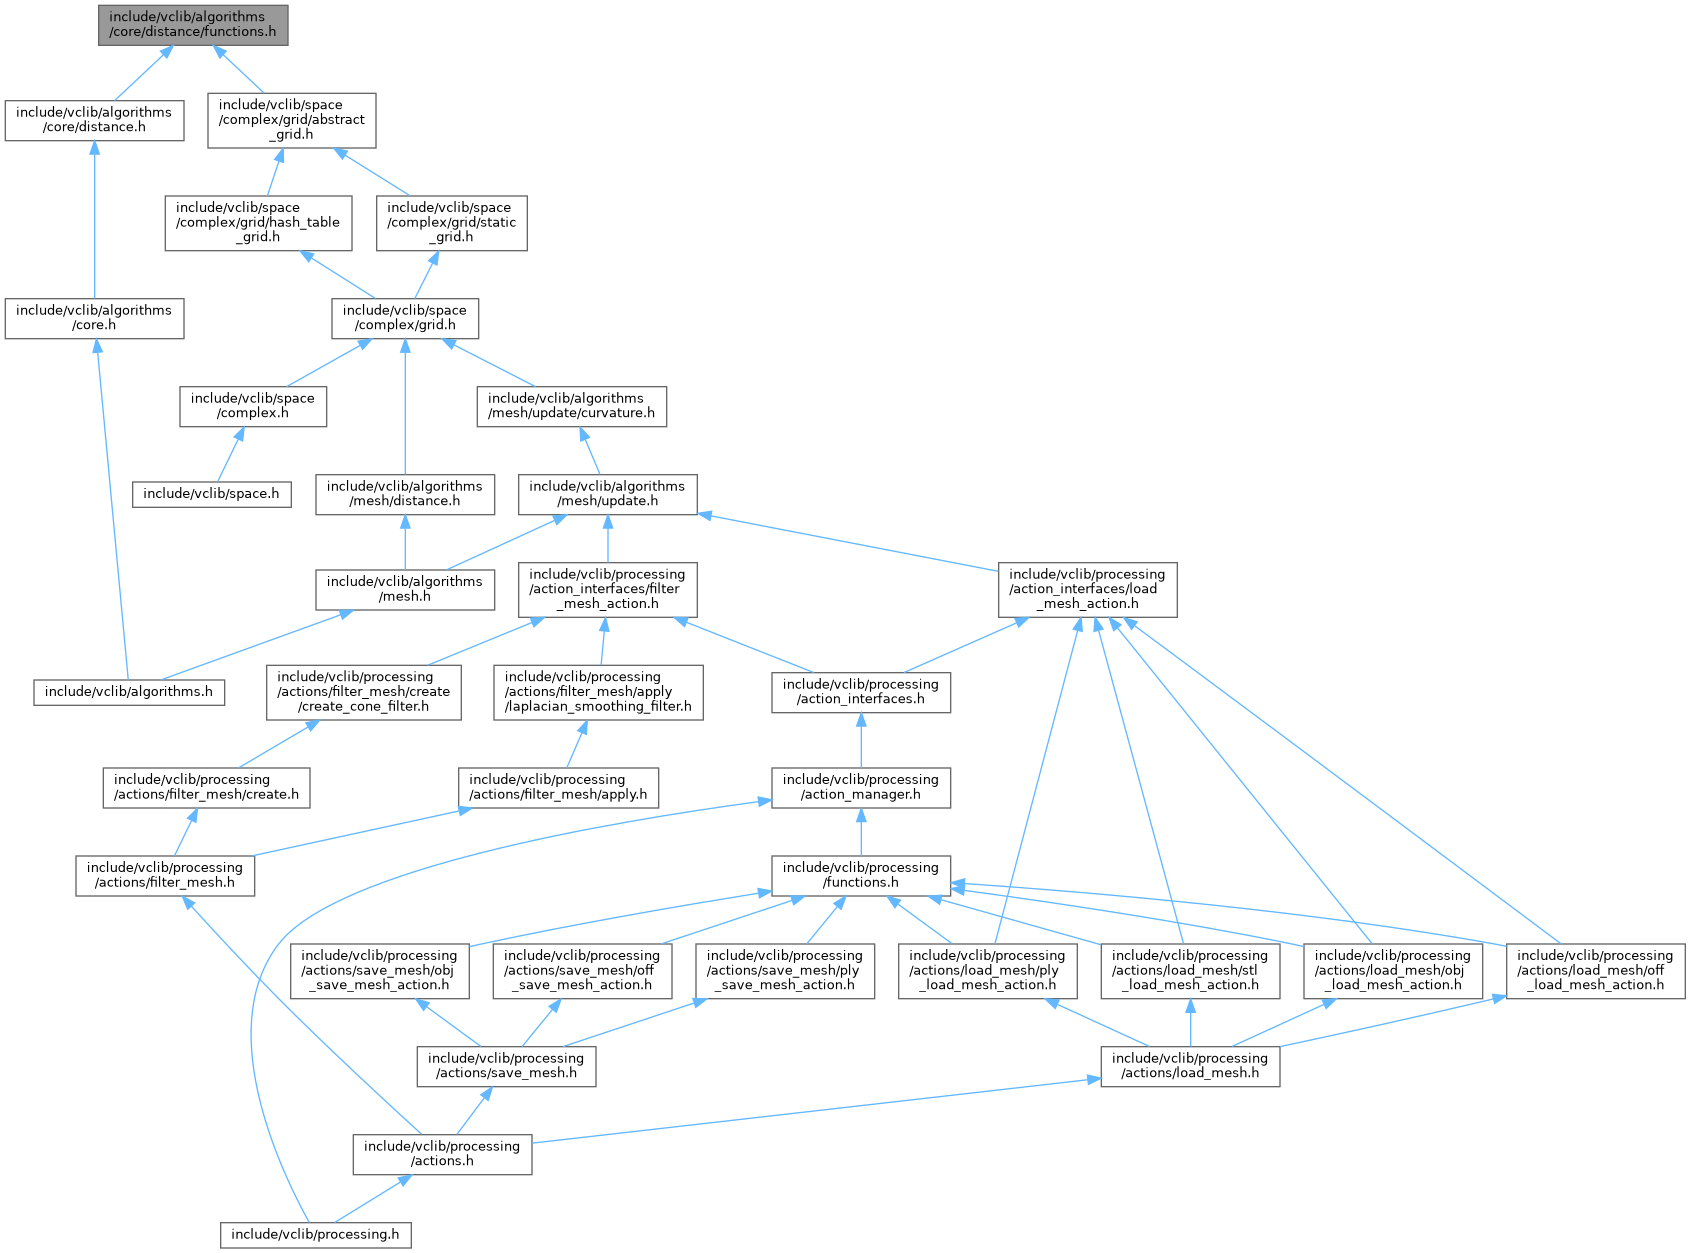 include/vclib/algorithms
/core/distance/functions.h
include/vclib/algorithms
/core/distance.h
include/vclib/space
/complex/grid/abstract
_grid.h
include/vclib/space
/complex/grid/hash_table
_grid.h
include/vclib/space
/complex/grid/static
_grid.h
include/vclib/algorithms
/core.h
include/vclib/space
/complex/grid.h
include/vclib/space
/complex.h
include/vclib/algorithms
/mesh/update/curvature.h
include/vclib/space.h
include/vclib/algorithms
/mesh/distance.h
include/vclib/algorithms
/mesh/update.h
include/vclib/algorithms
/mesh.h
include/vclib/processing
/action_interfaces/filter
_mesh_action.h
include/vclib/processing
/action_interfaces/load
_mesh_action.h
include/vclib/algorithms.h
include/vclib/processing
/actions/filter_mesh/create
/create_cone_filter.h
include/vclib/processing
/actions/filter_mesh/apply
/laplacian_smoothing_filter.h
include/vclib/processing
/action_interfaces.h
include/vclib/processing
/actions/filter_mesh/create.h
include/vclib/processing
/actions/filter_mesh/apply.h
include/vclib/processing
/action_manager.h
include/vclib/processing
/actions/filter_mesh.h
include/vclib/processing
/functions.h
include/vclib/processing
/actions/save_mesh/obj
_save_mesh_action.h
include/vclib/processing
/actions/save_mesh/off
_save_mesh_action.h
include/vclib/processing
/actions/save_mesh/ply
_save_mesh_action.h
include/vclib/processing
/actions/load_mesh/ply
_load_mesh_action.h
include/vclib/processing
/actions/load_mesh/stl
_load_mesh_action.h
include/vclib/processing
/actions/load_mesh/obj
_load_mesh_action.h
include/vclib/processing
/actions/load_mesh/off
_load_mesh_action.h
include/vclib/processing
/actions/save_mesh.h
include/vclib/processing
/actions/load_mesh.h
include/vclib/processing
/actions.h
include/vclib/processing.h